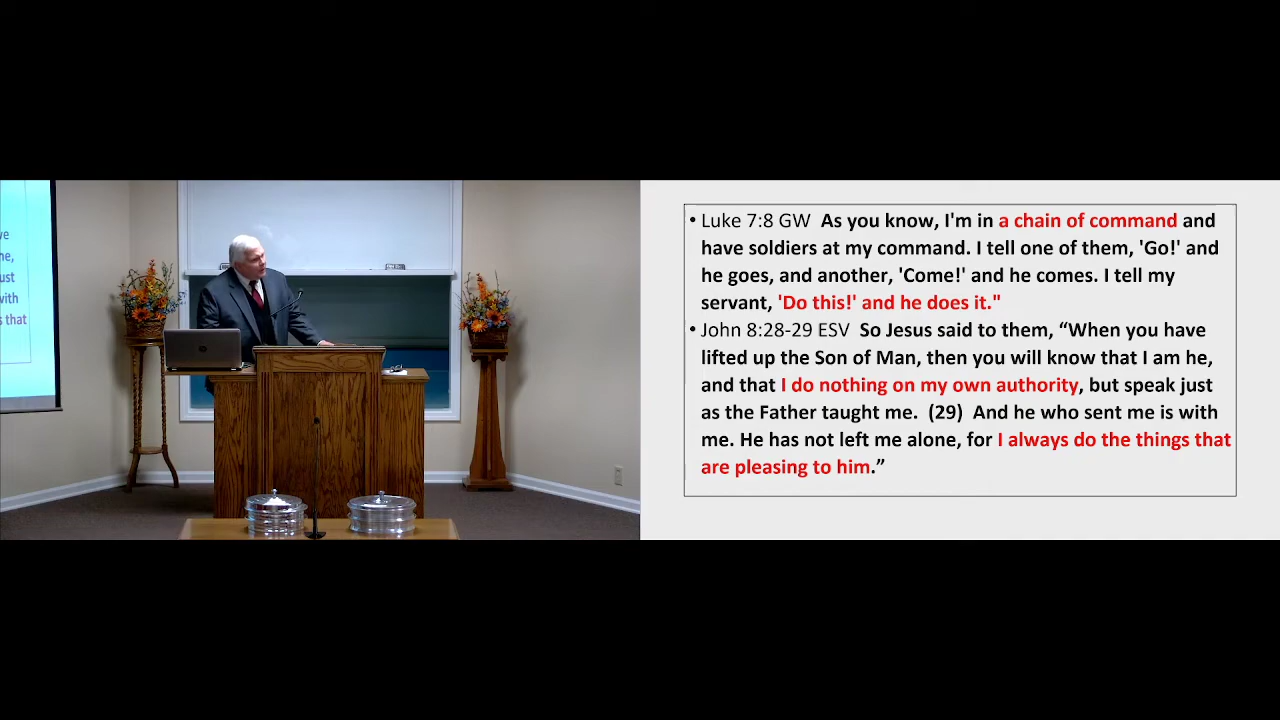 we
ne,
ust
with
s that
• Luke 7:8 GW  As you know, I'm in a chain of command and
have soldiers at my command. I tell one of them, 'Go!' and
he goes, and another, 'Come!' and he comes. I tell my
servant, 'Do this!' and he does it."
• John 8:28-29 ESV  So Jesus said to them, “When you have
lifted up the Son of Man, then you will know that I am he,
and that I do nothing on my own authority, but speak just
as the Father taught me.  (29)  And he who sent me is with
me. He has not left me alone, for I always do the things that
are pleasing to him.”